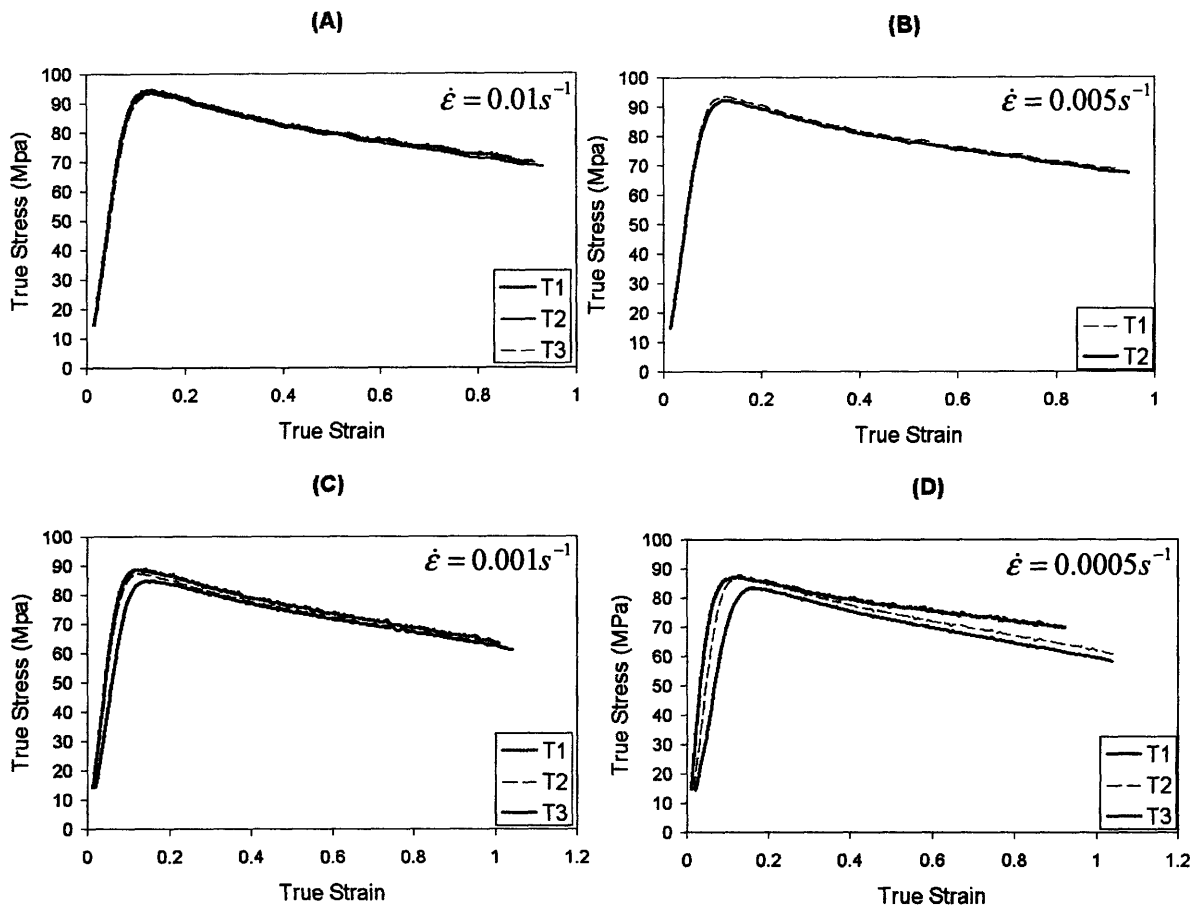 (A)
ε̇ = 0.01s⁻¹
True Stress (Mpa)
100
90
80
70
60
50
40
30
20
10
0
0 0.2 0.4 0.6 0.8 1
True Strain
T1
T2
T3
(B)
ε̇ = 0.005s⁻¹
True Stress (Mpa)
100
90
80
70
60
50
40
30
20
10
0
0 0.2 0.4 0.6 0.8 1
True Strain
T1
T2
(C)
ε̇ = 0.001s⁻¹
True Stress (Mpa)
100
90
80
70
60
50
40
30
20
10
0
0 0.2 0.4 0.6 0.8 1 1.2
True Strain
T1
T2
T3
(D)
ε̇ = 0.0005s⁻¹
True Stress (MPa)
100
90
80
70
60
50
40
30
20
10
0
0 0.2 0.4 0.6 0.8 1 1.2
True Strain
T1
T2
T3